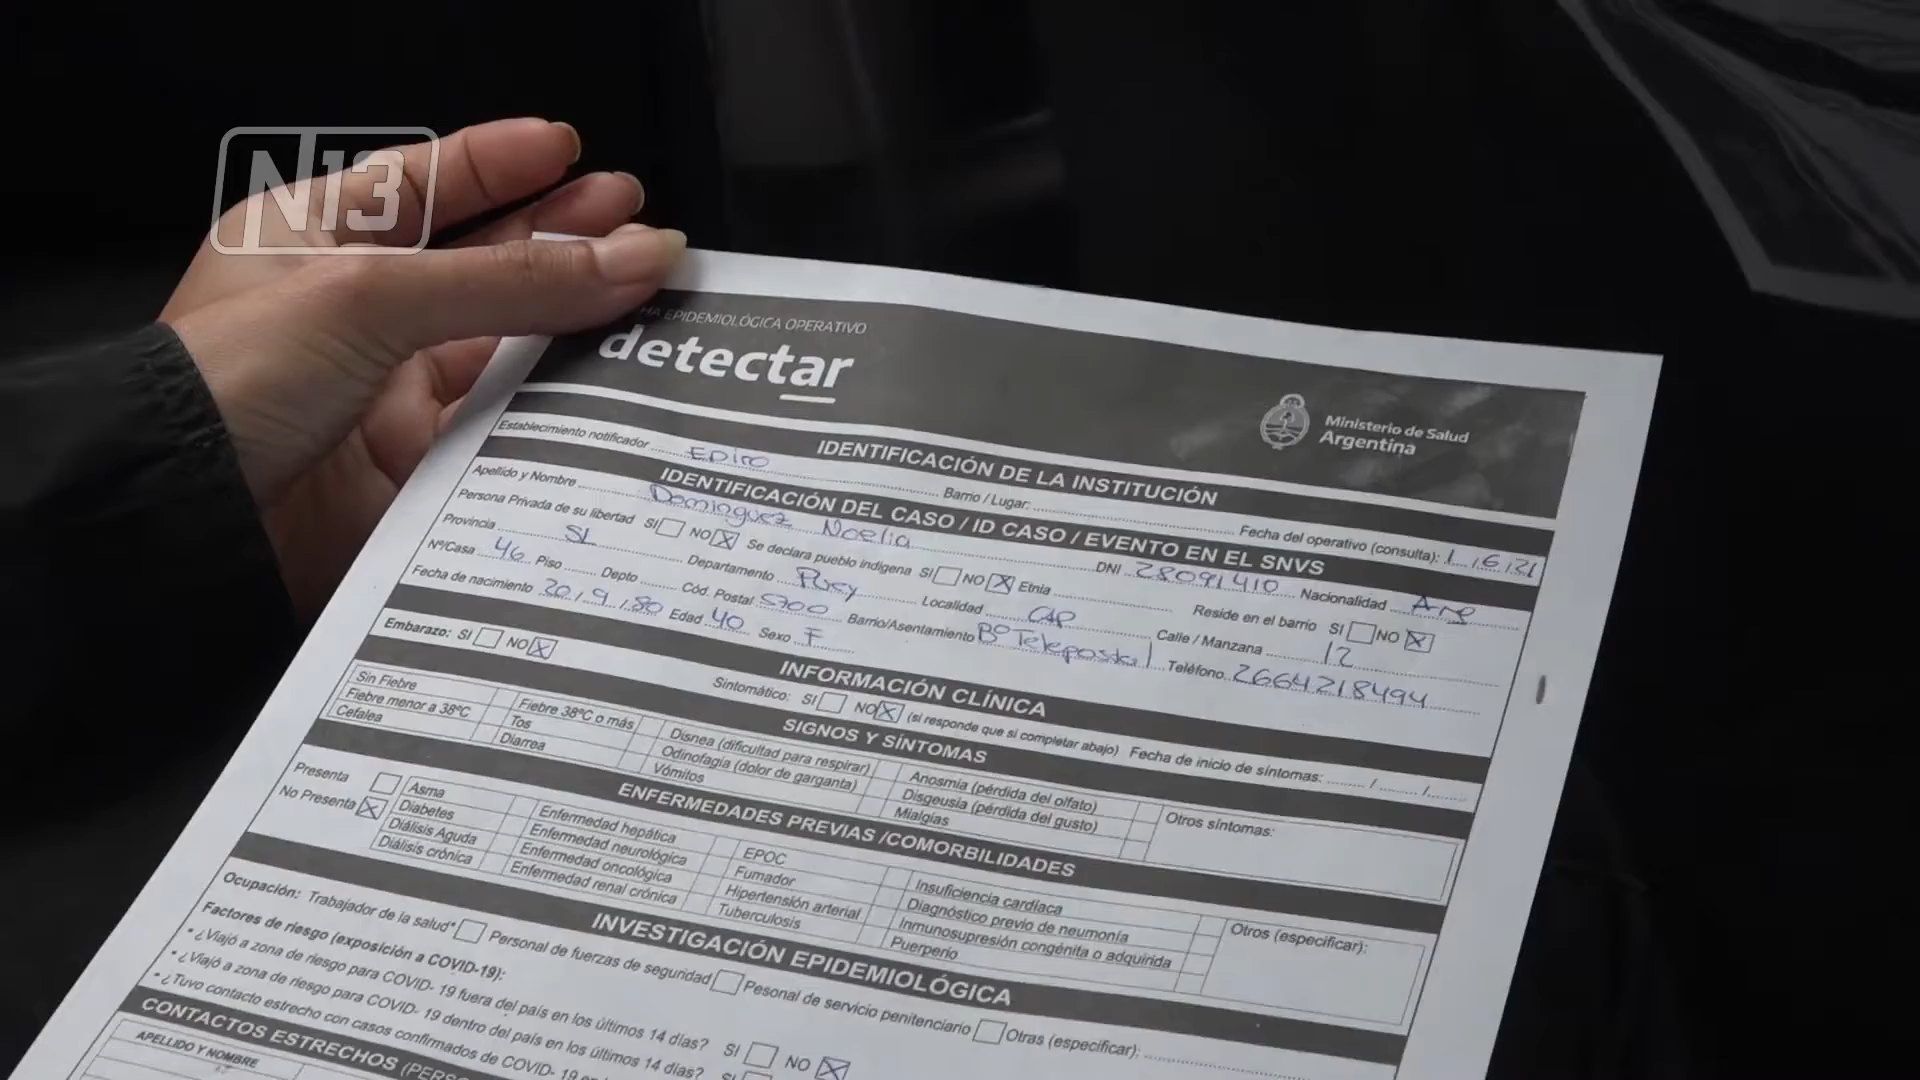 N13
HA EPIDEMIOLÓGICA OPERATIVO
detectar
Ministerio de Salud
Argentina
IDENTIFICACIÓN DE LA INSTITUCIÓN
Establecimiento notificador Barrio / Lugar: Fecha del operativo (consulta): 1 / 6 / 21
IDENTIFICACIÓN DEL CASO / ID CASO / EVENTO EN EL SNVS
Apellido y Nombre Dominguez Noelia DNI 28091410 Nacionalidad Arg
Persona Privada de su libertad SI NO X Se declara pueblo indígena SI NO X Etnia Reside en el barrio SI NO X
Provincia SL Departamento Localidad CAP Calle / Manzana 12
Nº/Casa 46 Piso Depto Cód. Postal 5700 Barrio/Asentamiento Bº Telepostal Teléfono 2664218494
Fecha de nacimiento 20 / 9 / 80 Edad 40 Sexo F
Embarazo: SI NO X
INFORMACIÓN CLÍNICA
Sintomático: SI NO X (si responde que si completar abajo) Fecha de inicio de síntomas: / /
SIGNOS Y SÍNTOMAS
Sin Fiebre Fiebre 38ºC o más Disnea (dificultad para respirar) Anosmia (pérdida del olfato) Otros síntomas:
Fiebre menor a 38ºC Tos Odinofagia (dolor de garganta) Disgeusia (pérdida del gusto)
Cefalea Diarrea Vómitos Mialgias
ENFERMEDADES PREVIAS /COMORBILIDADES
Presenta Asma Enfermedad hepática EPOC Insuficiencia cardíaca Otros (especificar):
No Presenta X Diabetes Enfermedad neurológica Fumador Diagnóstico previo de neumonía
Diálisis Aguda Enfermedad oncológica Hipertensión arterial Inmunosupresión congénita o adquirida
Diálisis crónica Enfermedad renal crónica Tuberculosis Puerperio
INVESTIGACIÓN EPIDEMIOLÓGICA
Ocupación: Trabajador de la salud* Personal de fuerzas de seguridad Pesonal de servicio penitenciario Otras (especificar):
Factores de riesgo (exposición a COVID-19):
• ¿Viajó a zona de riesgo para COVID- 19 fuera del país en los últimos 14 días? SI NO X
• ¿Viajó a zona de riesgo para COVID- 19 dentro del país en los últimos 14 días?
• ¿Tuvo contacto estrecho con casos confirmados de COVID- 19 en
CONTACTOS ESTRECHOS
APELLIDO Y NOMBRE